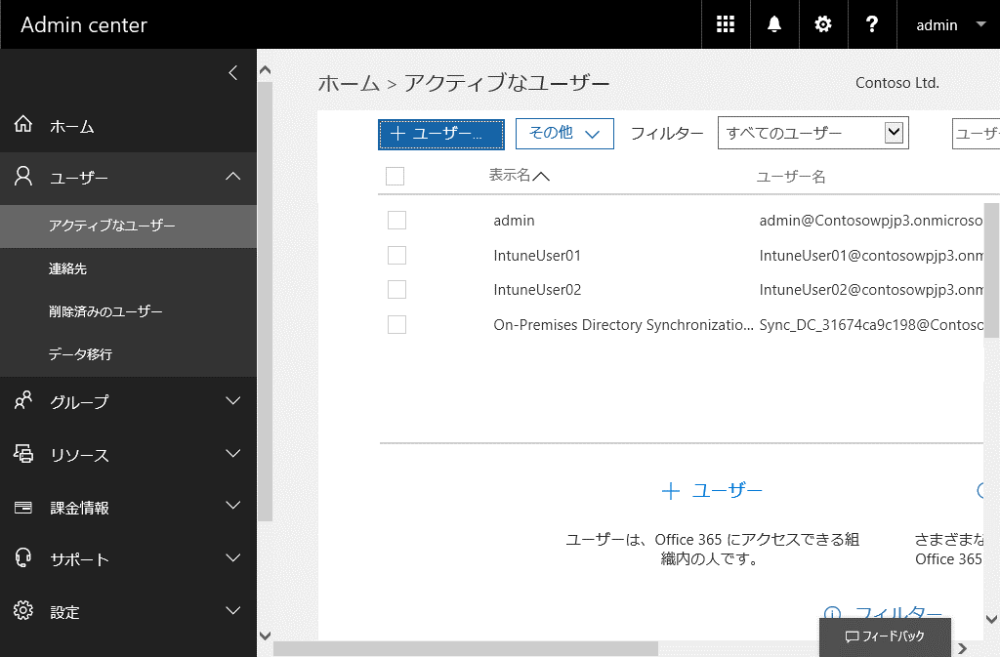 Admin center
?
admin
ホーム
ユーザー
アクティブなユーザー
連絡先
削除済みのユーザー
データ移行
グループ
リソース
課金情報
サポート
設定
ホーム > アクティブなユーザー
Contoso Ltd.
＋ ユーザー...
その他
フィルター
すべてのユーザー
ユーザ
表示名
ユーザー名
admin admin@Contosowpjp3.onmicroso
IntuneUser01 IntuneUser01@contosowpjp3.onm
IntuneUser02 IntuneUser02@contosowpjp3.onm
On-Premises Directory Synchronizatio... Sync_DC_31674ca9c198@Contoso
＋ ユーザー
ユーザーは、Office 365 にアクセスできる組
織内の人です。
さまざまな
Office 365
フィルター
フィードバック